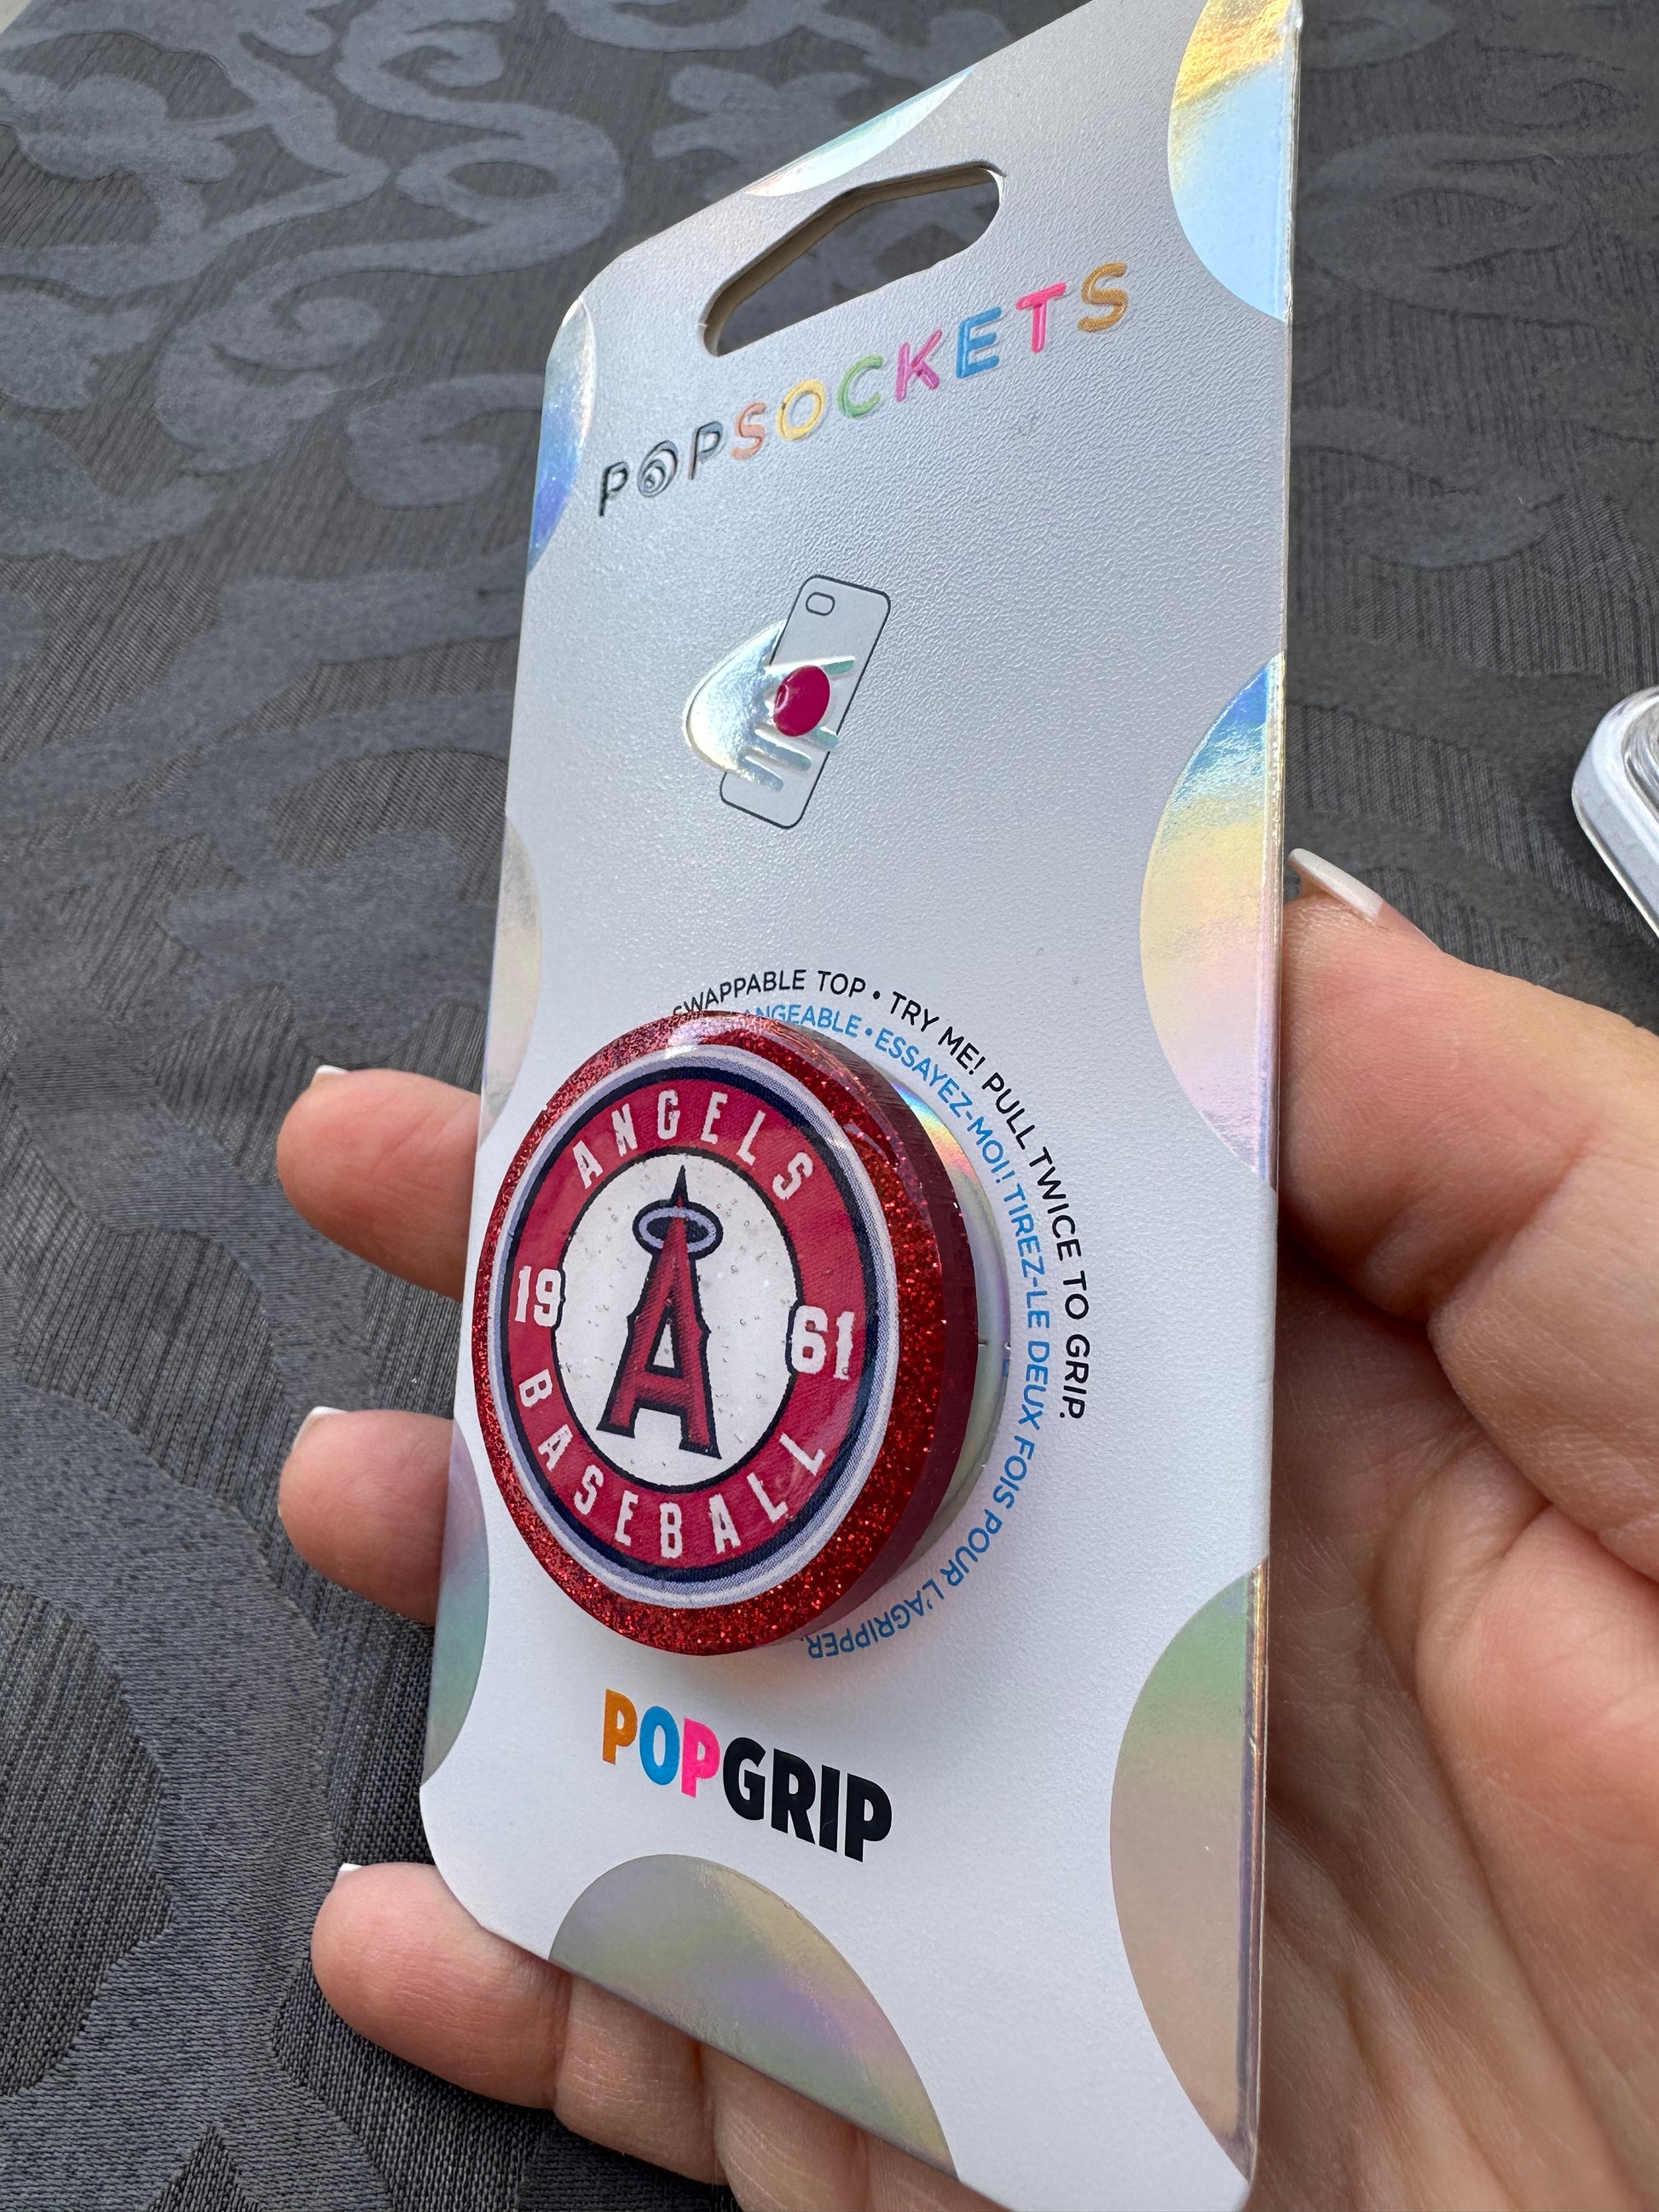 POPSOCKETS
SWAPPABLE TOP • TRY ME! PULL TWICE TO GRIP.
ANGEABLE • ESSAYEZ-MOI! TIREZ-LE DEUX FOIS POUR L'AGRIPPER.
ANGELS
A
19 61
BASEBALL
POPGRIP